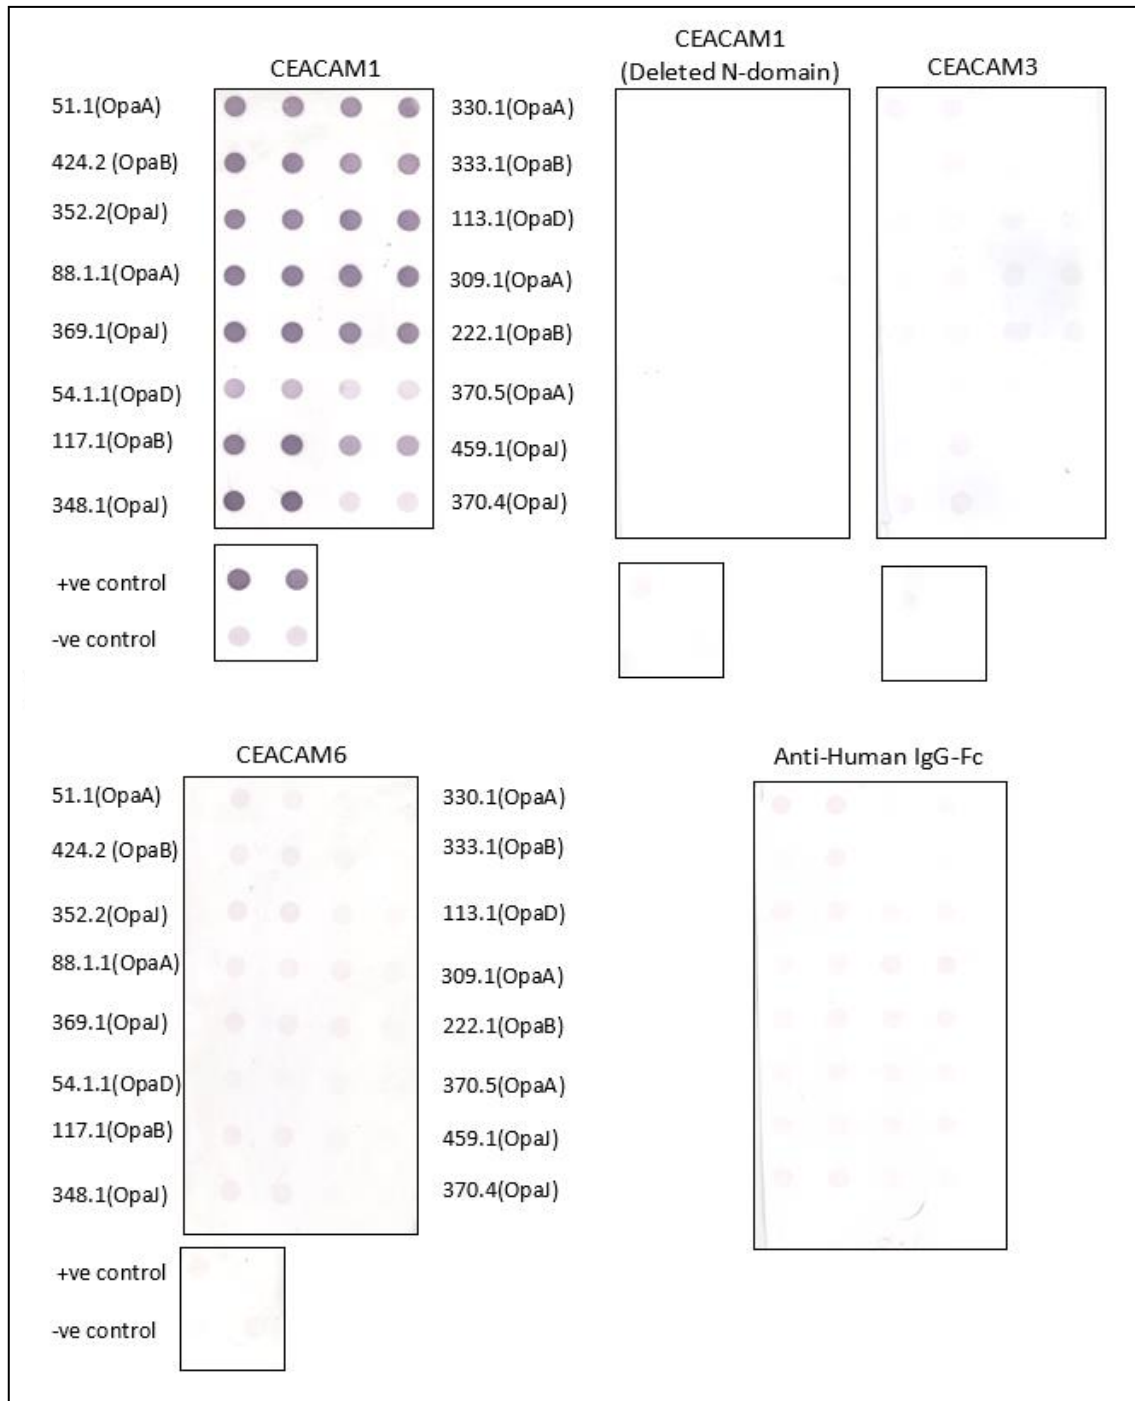 CEACAM1
CEACAM1
(Deleted N-domain)
CEACAM3
51.1(OpaA)
330.1(OpaA)
424.2 (OpaB)
333.1(OpaB)
352.2(OpaJ)
113.1(OpaD)
88.1.1(OpaA)
309.1(OpaA)
369.1(OpaJ)
222.1(OpaB)
54.1.1(OpaD)
370.5(OpaA)
117.1(OpaB)
459.1(OpaJ)
348.1(OpaJ)
370.4(OpaJ)
+ve control
-ve control
CEACAM6
Anti-Human IgG-Fc
51.1(OpaA)
330.1(OpaA)
424.2 (OpaB)
333.1(OpaB)
352.2(OpaJ)
113.1(OpaD)
88.1.1(OpaA)
309.1(OpaA)
369.1(OpaJ)
222.1(OpaB)
54.1.1(OpaD)
370.5(OpaA)
117.1(OpaB)
459.1(OpaJ)
348.1(OpaJ)
370.4(OpaJ)
+ve control
-ve control